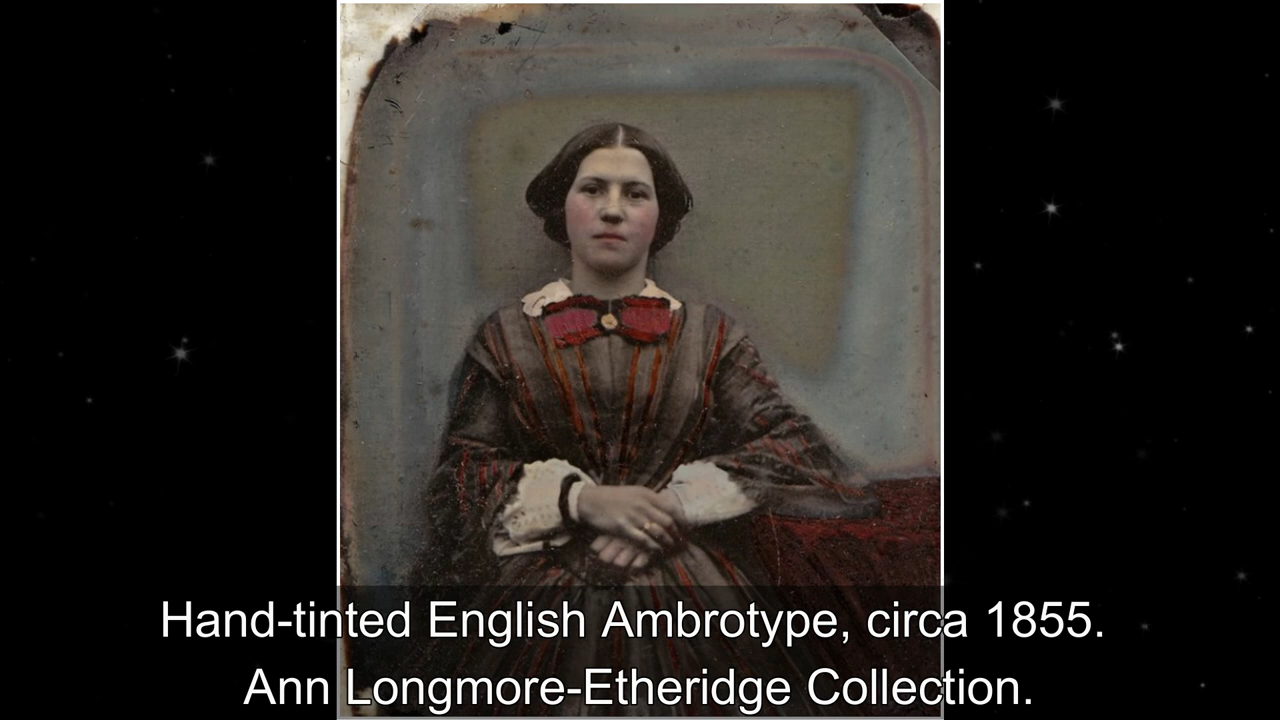 Hand-tinted English Ambrotype, circa 1855.
Ann Longmore-Etheridge Collection.